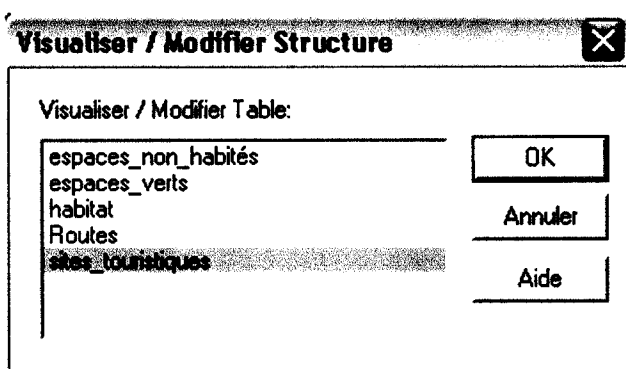 Visualiser / Modifier Structure
Visualiser / Modifier Table:
espaces_non_habités
espaces_verts
habitat
Routes
sites_touristiques
OK
Annuler
Aide